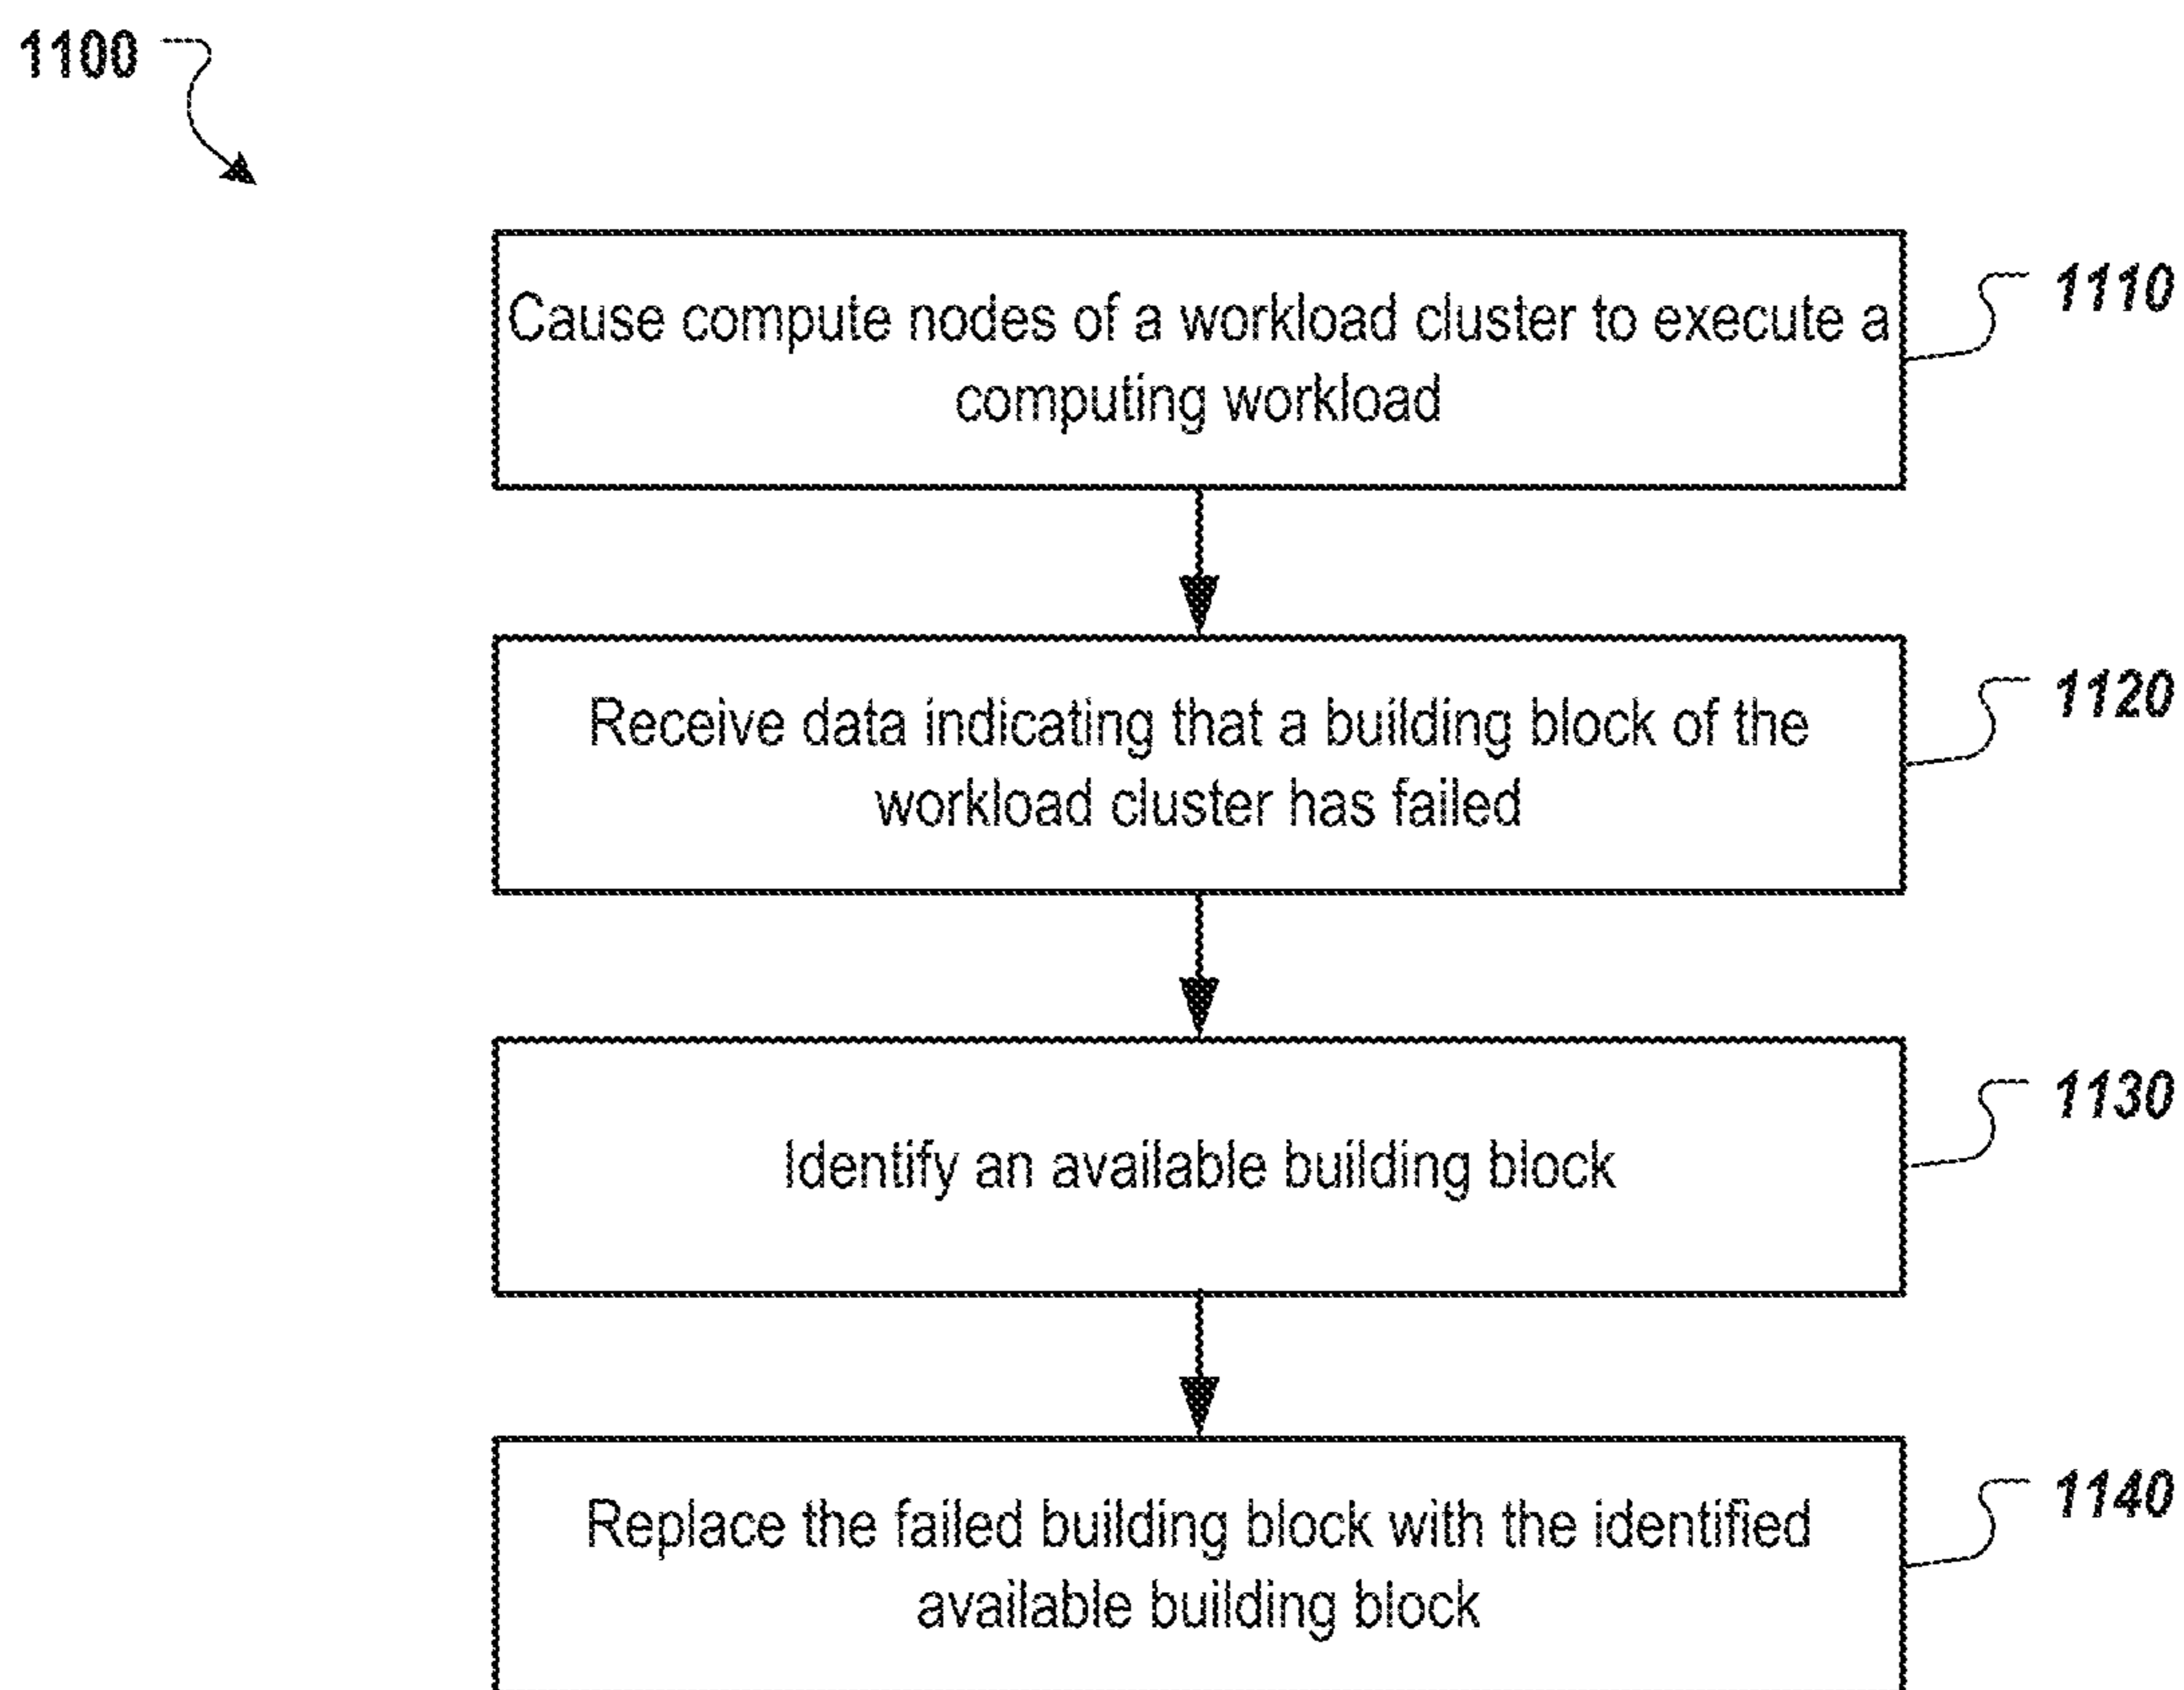 1100
Cause compute nodes of a workload cluster to execute a
computing workload
1110
Receive data indicating that a building block of the
workload cluster has failed
1120
Identify an available building block
1130
Replace the failed building block with the identified
available building block
1140